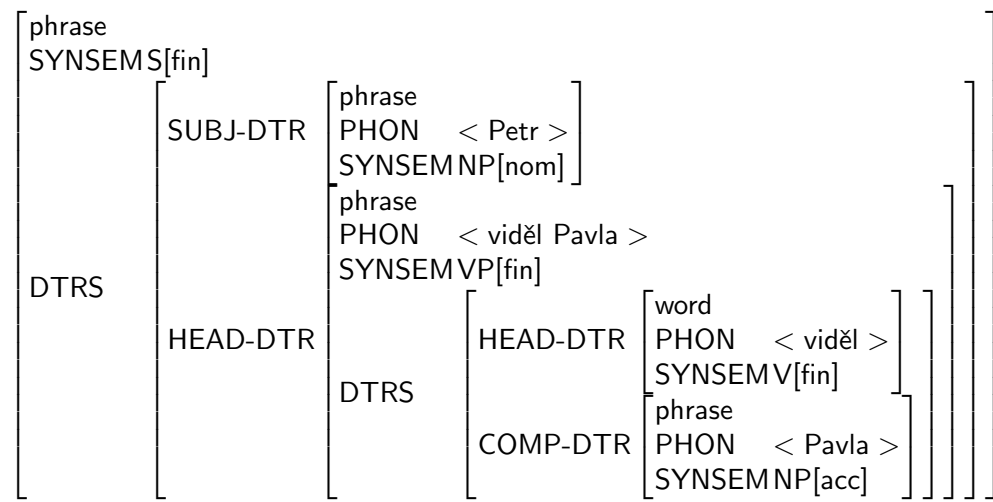 phrase
SYNSEM S[fin]
phrase
SUBJ-DTR PHON < Petr >
SYNSEM NP[nom]
phrase
PHON < viděl Pavla >
SYNSEM VP[fin]
DTRS
word
HEAD-DTR HEAD-DTR PHON < viděl >
SYNSEM V[fin]
DTRS
phrase
COMP-DTR PHON < Pavla >
SYNSEM NP[acc]